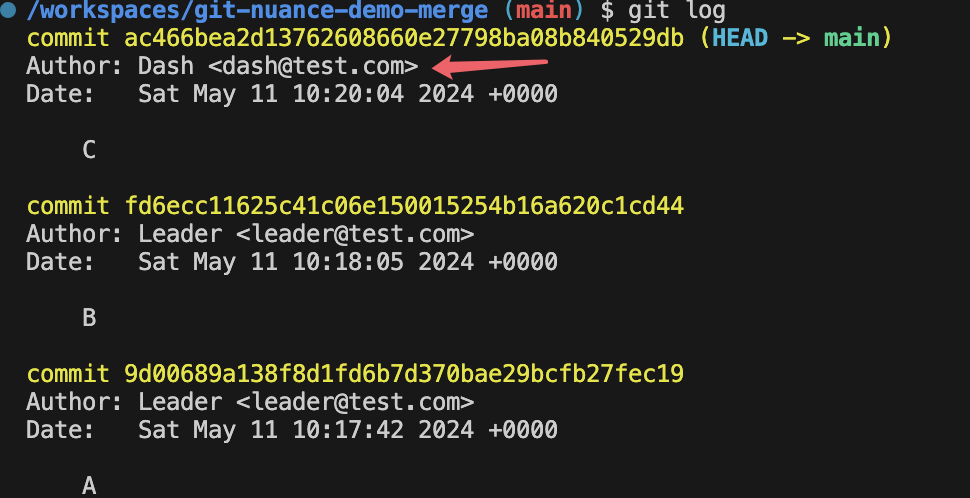 /workspaces/git-nuance-demo-merge (main) $ git log
commit ac466bea2d13762608660e27798ba08b840529db (HEAD -> main)
Author: Dash <dash@test.com>
Date:   Sat May 11 10:20:04 2024 +0000
C
commit fd6ecc11625c41c06e150015254b16a620c1cd44
Author: Leader <leader@test.com>
Date:   Sat May 11 10:18:05 2024 +0000
B
commit 9d00689a138f8d1fd6b7d370bae29bcfb27fec19
Author: Leader <leader@test.com>
Date:   Sat May 11 10:17:42 2024 +0000
A